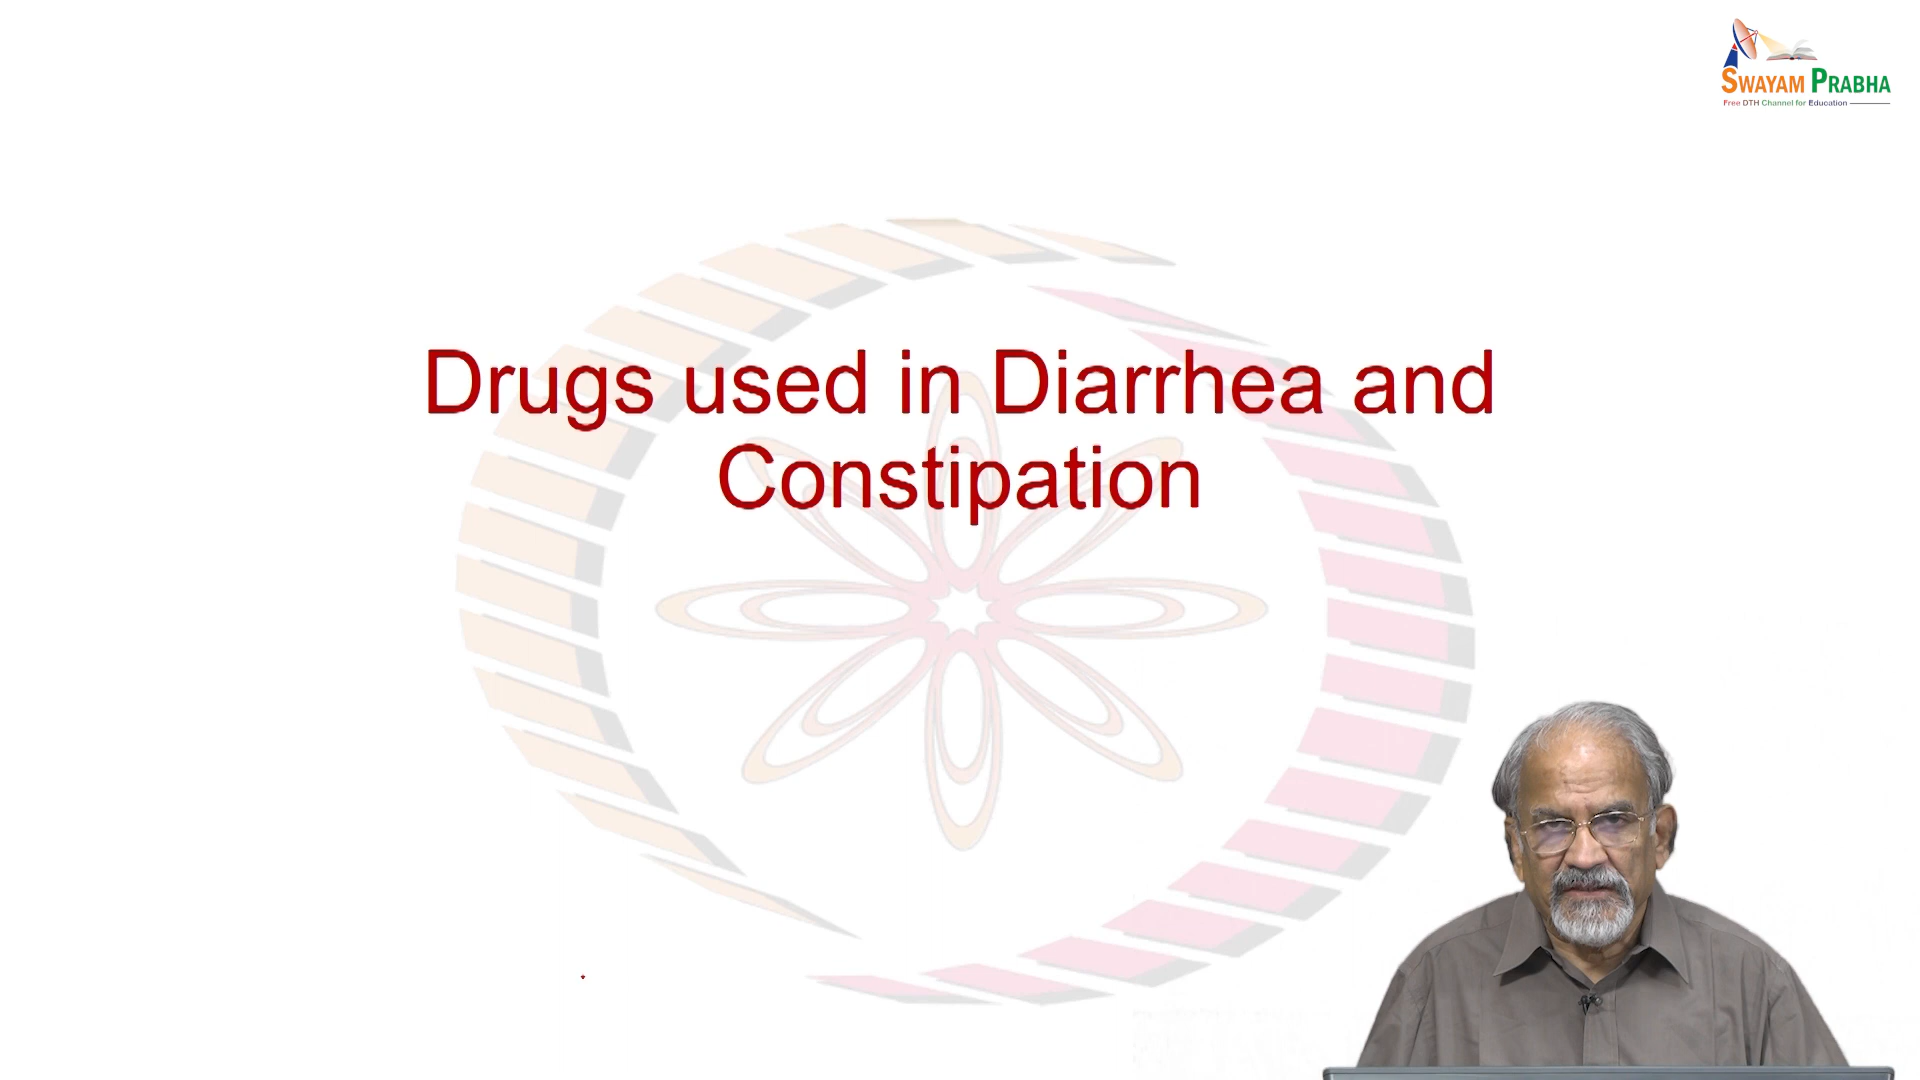 SWAYAM PRABHA
Free DTH Channel for Education
Drugs used in Diarrhea and
Constipation